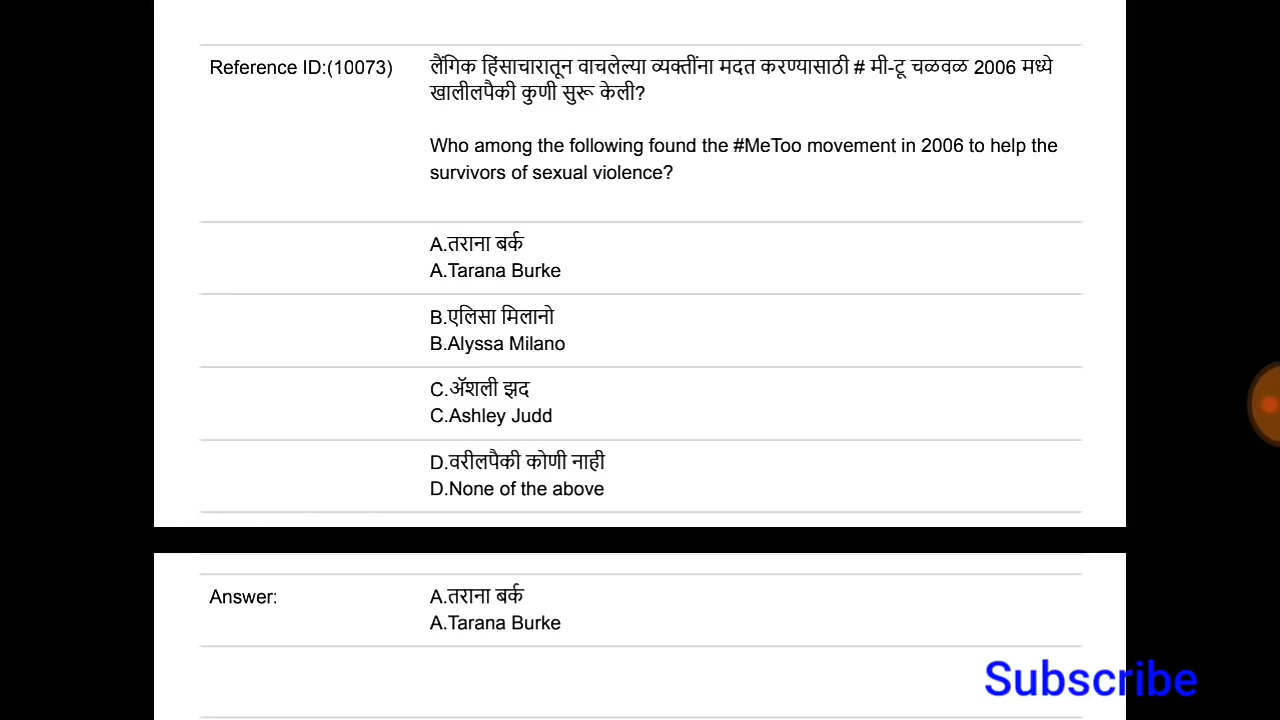 Reference ID:(10073)
लैंगिक हिंसाचारातून वाचलेल्या व्यक्तींना मदत करण्यासाठी # मी-टू चळवळ 2006 मध्ये
खालीलपैकी कुणी सुरू केली?
Who among the following found the #MeToo movement in 2006 to help the
survivors of sexual violence?
A.तराना बर्क
A.Tarana Burke
B.एलिसा मिलानो
B.Alyssa Milano
C.ॲशली झद
C.Ashley Judd
D.वरीलपैकी कोणी नाही
D.None of the above
Answer:
A.तराना बर्क
A.Tarana Burke
Subscribe